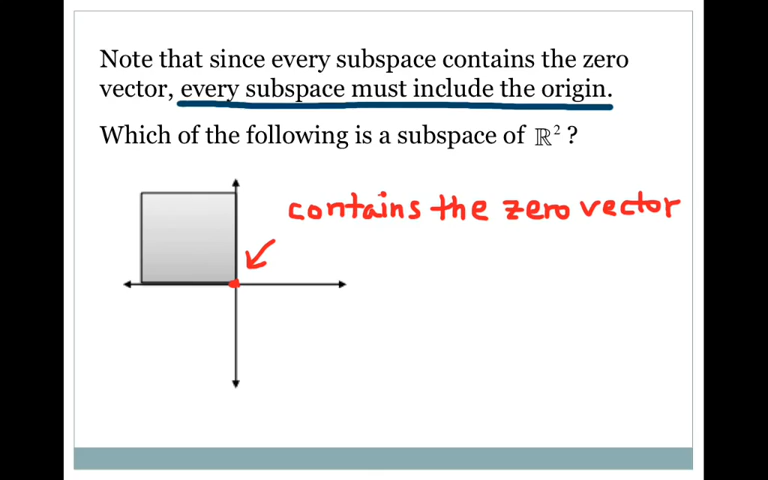 Note that since every subspace contains the zero
vector, every subspace must include the origin.
Which of the following is a subspace of ℝ² ?
contains the zero vector